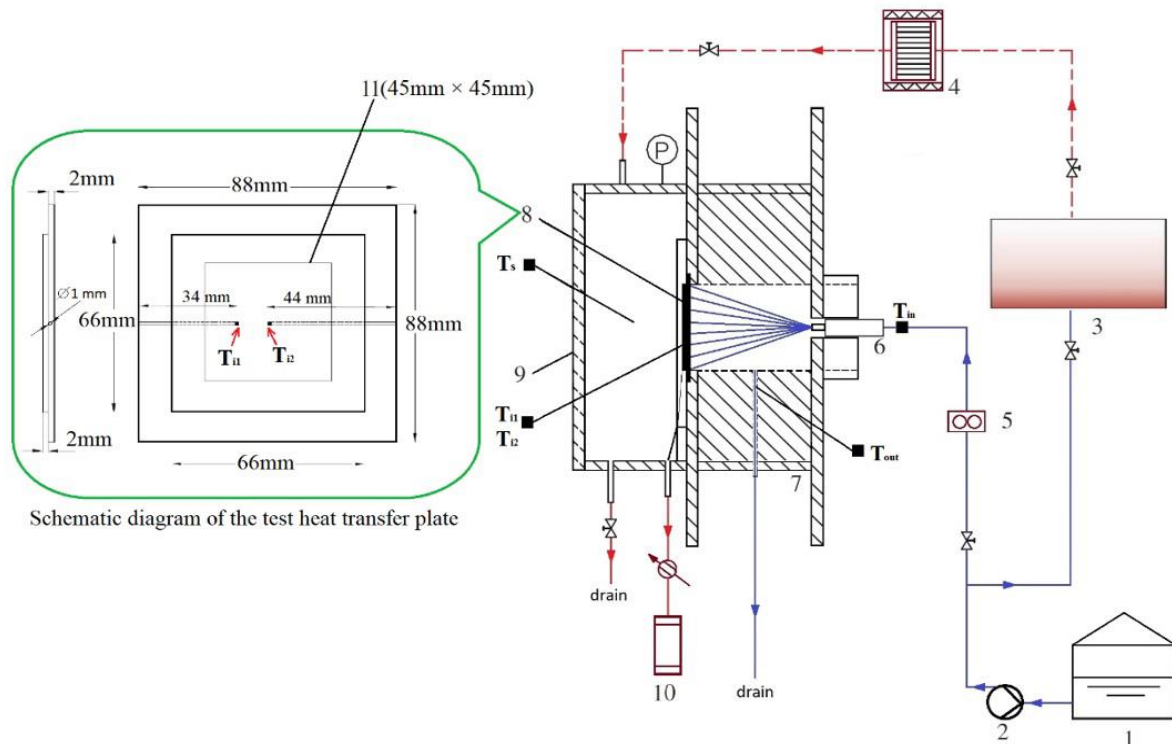 11(45mm × 45mm)
2mm
88mm
34 mm
44 mm
Ti1
Ti2
∅1 mm
66mm
88mm
2mm
66mm
Schematic diagram of the test heat transfer plate
P
4
8
Ts
9
Ti1
Ti2
Tin
6
3
5
Tout
7
drain
10
drain
2
1